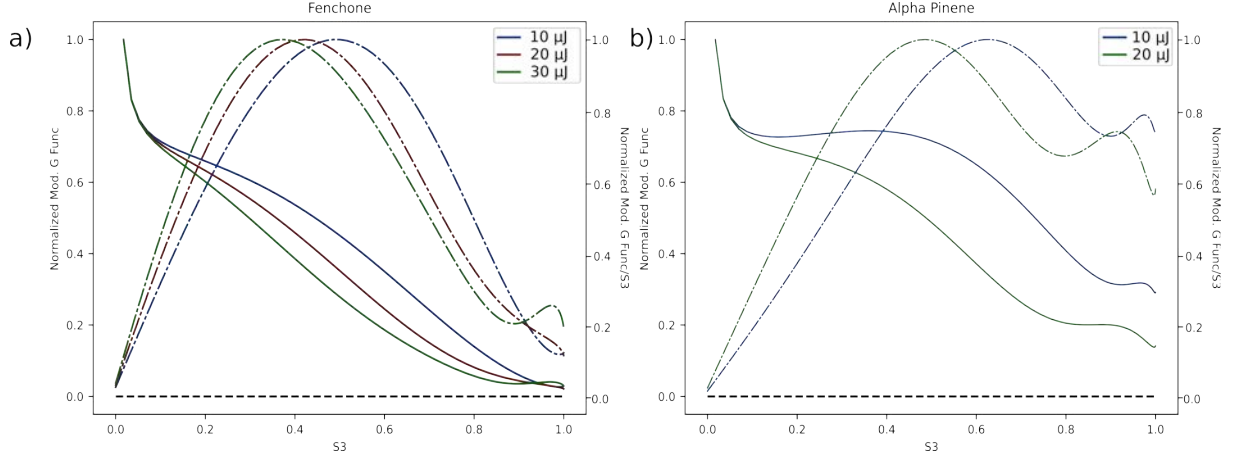 Fenchone
a)
10 μJ
20 μJ
30 μJ
Normalized Mod. G Func
1.0
0.8
0.6
0.4
0.2
0.0
1.0
0.8
0.6
0.4
0.2
0.0
Normalized Mod. G Func/S3
0.0 0.2 0.4 0.6 0.8 1.0
S3
Alpha Pinene
b)
10 μJ
20 μJ
Normalized Mod. G Func
1.0
0.8
0.6
0.4
0.2
0.0
1.0
0.8
0.6
0.4
0.2
0.0
Normalized Mod. G Func/S3
0.0 0.2 0.4 0.6 0.8 1.0
S3